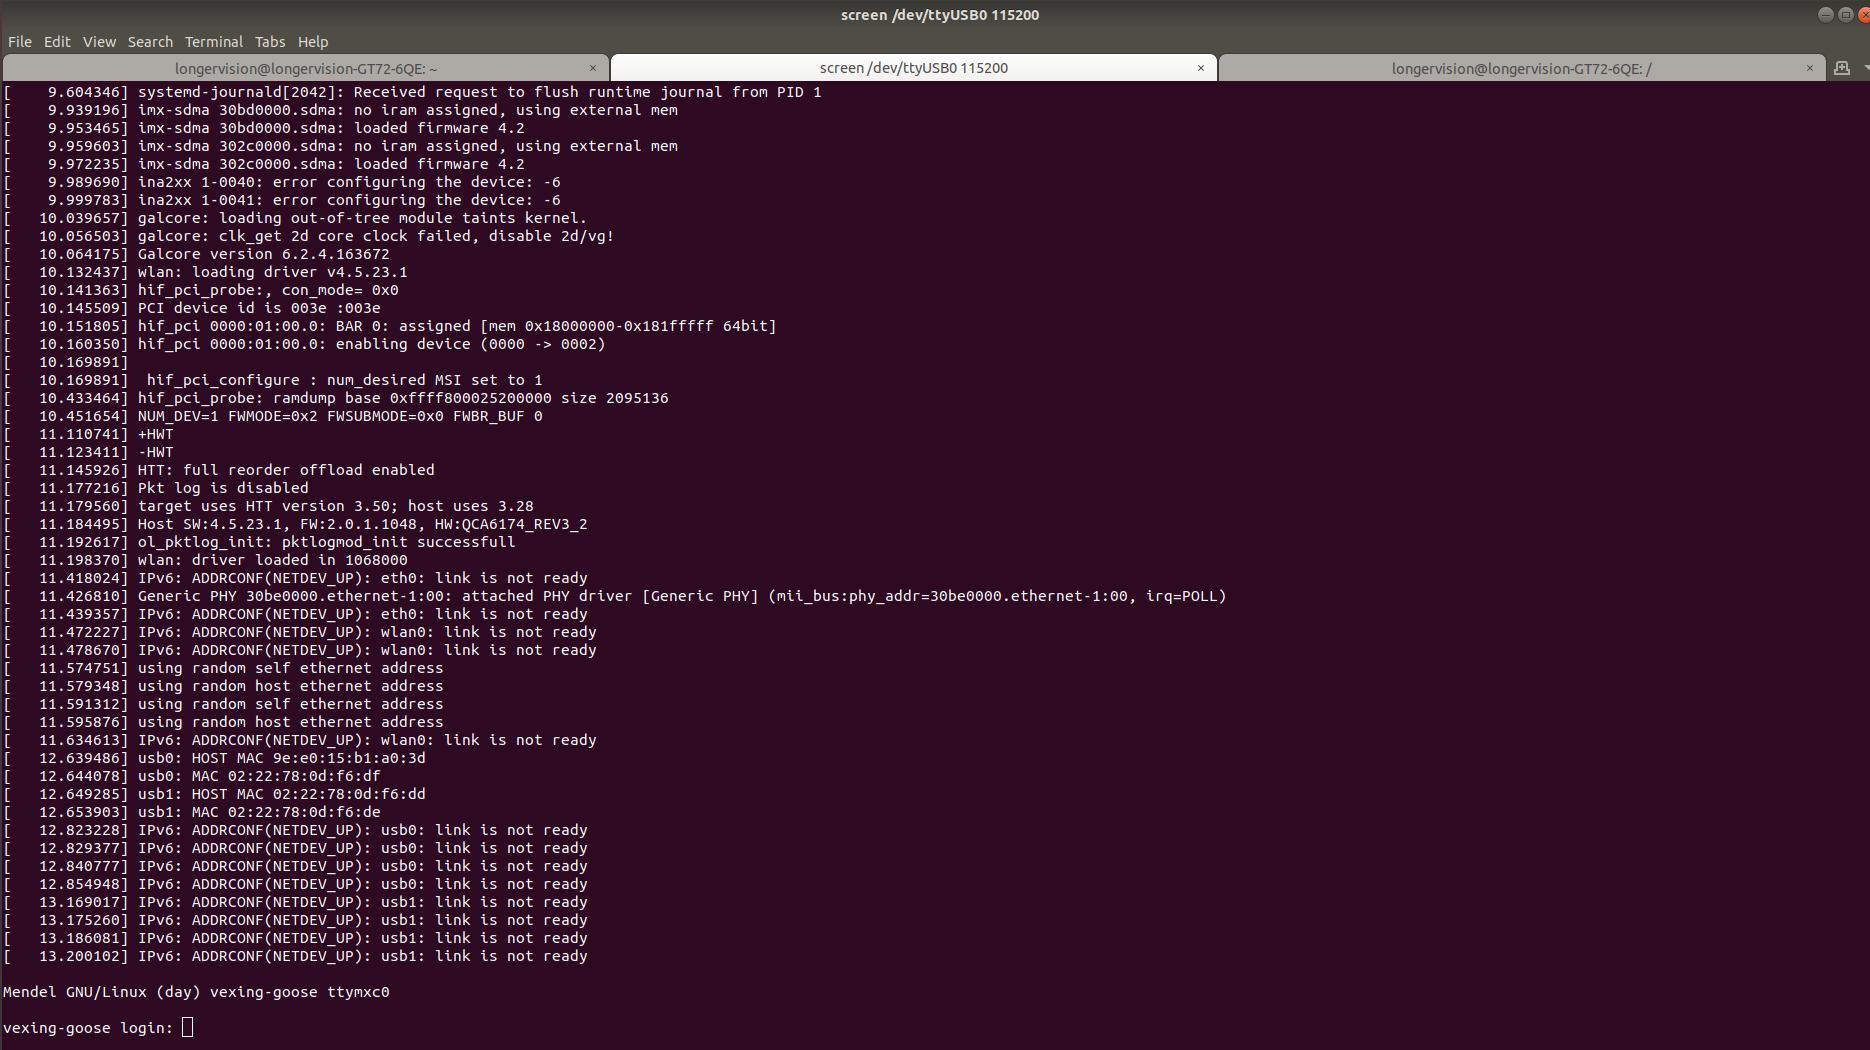 screen /dev/ttyUSB0 115200
File Edit View Search Terminal Tabs Help
longervision@longervision-GT72-6QE: ~ × screen /dev/ttyUSB0 115200 × longervision@longervision-GT72-6QE: / ×
[    9.604346] systemd-journald[2042]: Received request to flush runtime journal from PID 1
[    9.939196] imx-sdma 30bd0000.sdma: no iram assigned, using external mem
[    9.953465] imx-sdma 30bd0000.sdma: loaded firmware 4.2
[    9.959603] imx-sdma 302c0000.sdma: no iram assigned, using external mem
[    9.972235] imx-sdma 302c0000.sdma: loaded firmware 4.2
[    9.989690] ina2xx 1-0040: error configuring the device: -6
[    9.999783] ina2xx 1-0041: error configuring the device: -6
[   10.039657] galcore: loading out-of-tree module taints kernel.
[   10.056503] galcore: clk_get 2d core clock failed, disable 2d/vg!
[   10.064175] Galcore version 6.2.4.163672
[   10.132437] wlan: loading driver v4.5.23.1
[   10.141363] hif_pci_probe:, con_mode= 0x0
[   10.145509] PCI device id is 003e :003e
[   10.151805] hif_pci 0000:01:00.0: BAR 0: assigned [mem 0x18000000-0x181fffff 64bit]
[   10.160350] hif_pci 0000:01:00.0: enabling device (0000 -> 0002)
[   10.169891]
[   10.169891]  hif_pci_configure : num_desired MSI set to 1
[   10.433464] hif_pci_probe: ramdump base 0xffff800025200000 size 2095136
[   10.451654] NUM_DEV=1 FWMODE=0x2 FWSUBMODE=0x0 FWBR_BUF 0
[   11.110741] +HWT
[   11.123411] -HWT
[   11.145926] HTT: full reorder offload enabled
[   11.177216] Pkt log is disabled
[   11.179560] target uses HTT version 3.50; host uses 3.28
[   11.184495] Host SW:4.5.23.1, FW:2.0.1.1048, HW:QCA6174_REV3_2
[   11.192617] ol_pktlog_init: pktlogmod_init successfull
[   11.198370] wlan: driver loaded in 1068000
[   11.418024] IPv6: ADDRCONF(NETDEV_UP): eth0: link is not ready
[   11.426810] Generic PHY 30be0000.ethernet-1:00: attached PHY driver [Generic PHY] (mii_bus:phy_addr=30be0000.ethernet-1:00, irq=POLL)
[   11.439357] IPv6: ADDRCONF(NETDEV_UP): eth0: link is not ready
[   11.472227] IPv6: ADDRCONF(NETDEV_UP): wlan0: link is not ready
[   11.478670] IPv6: ADDRCONF(NETDEV_UP): wlan0: link is not ready
[   11.574751] using random self ethernet address
[   11.579348] using random host ethernet address
[   11.591312] using random self ethernet address
[   11.595876] using random host ethernet address
[   11.634613] IPv6: ADDRCONF(NETDEV_UP): wlan0: link is not ready
[   12.639486] usb0: HOST MAC 9e:e0:15:b1:a0:3d
[   12.644078] usb0: MAC 02:22:78:0d:f6:df
[   12.649285] usb1: HOST MAC 02:22:78:0d:f6:dd
[   12.653903] usb1: MAC 02:22:78:0d:f6:de
[   12.823228] IPv6: ADDRCONF(NETDEV_UP): usb0: link is not ready
[   12.829377] IPv6: ADDRCONF(NETDEV_UP): usb0: link is not ready
[   12.840777] IPv6: ADDRCONF(NETDEV_UP): usb0: link is not ready
[   12.854948] IPv6: ADDRCONF(NETDEV_UP): usb0: link is not ready
[   13.169017] IPv6: ADDRCONF(NETDEV_UP): usb1: link is not ready
[   13.175260] IPv6: ADDRCONF(NETDEV_UP): usb1: link is not ready
[   13.186081] IPv6: ADDRCONF(NETDEV_UP): usb1: link is not ready
[   13.200102] IPv6: ADDRCONF(NETDEV_UP): usb1: link is not ready
Mendel GNU/Linux (day) vexing-goose ttymxc0
vexing-goose login: